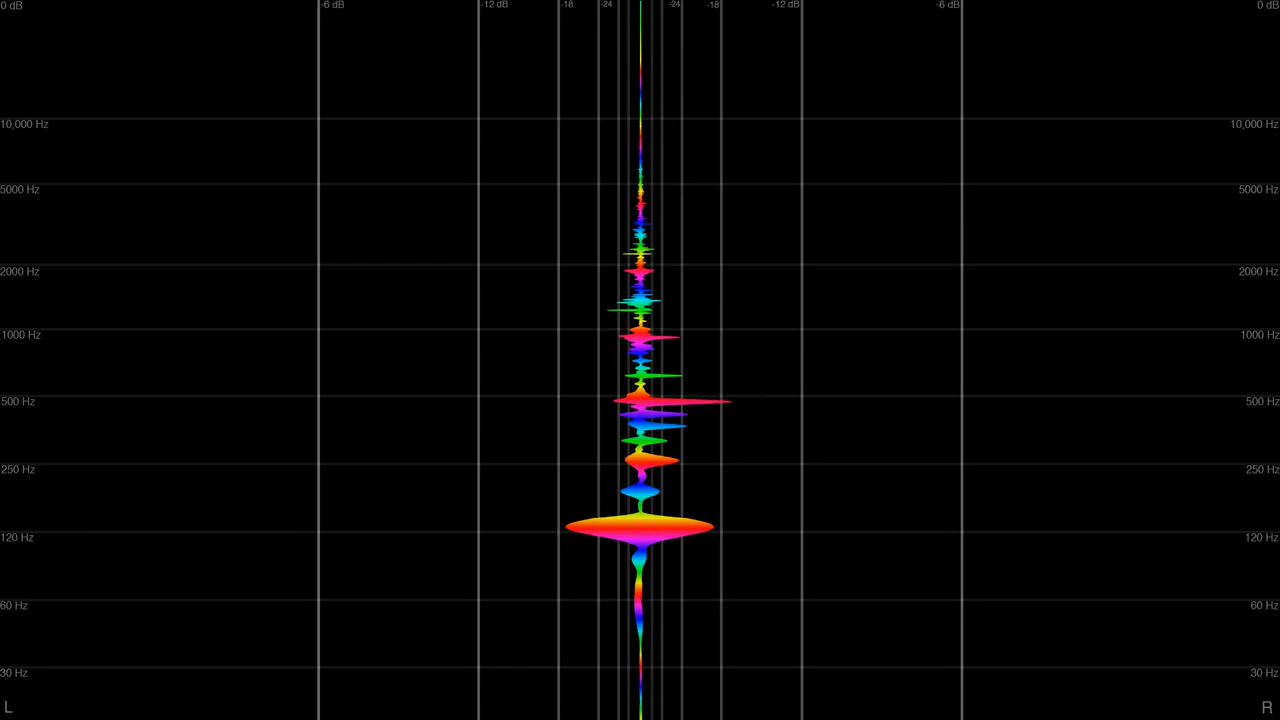 0 dB -6 dB -12 dB -18 -24 -24 -18 -12 dB -6 dB 0 dB
10,000 Hz 10,000 Hz
5000 Hz 5000 Hz
2000 Hz 2000 Hz
1000 Hz 1000 Hz
500 Hz 500 Hz
250 Hz 250 Hz
120 Hz 120 Hz
60 Hz 60 Hz
30 Hz 30 Hz
L R